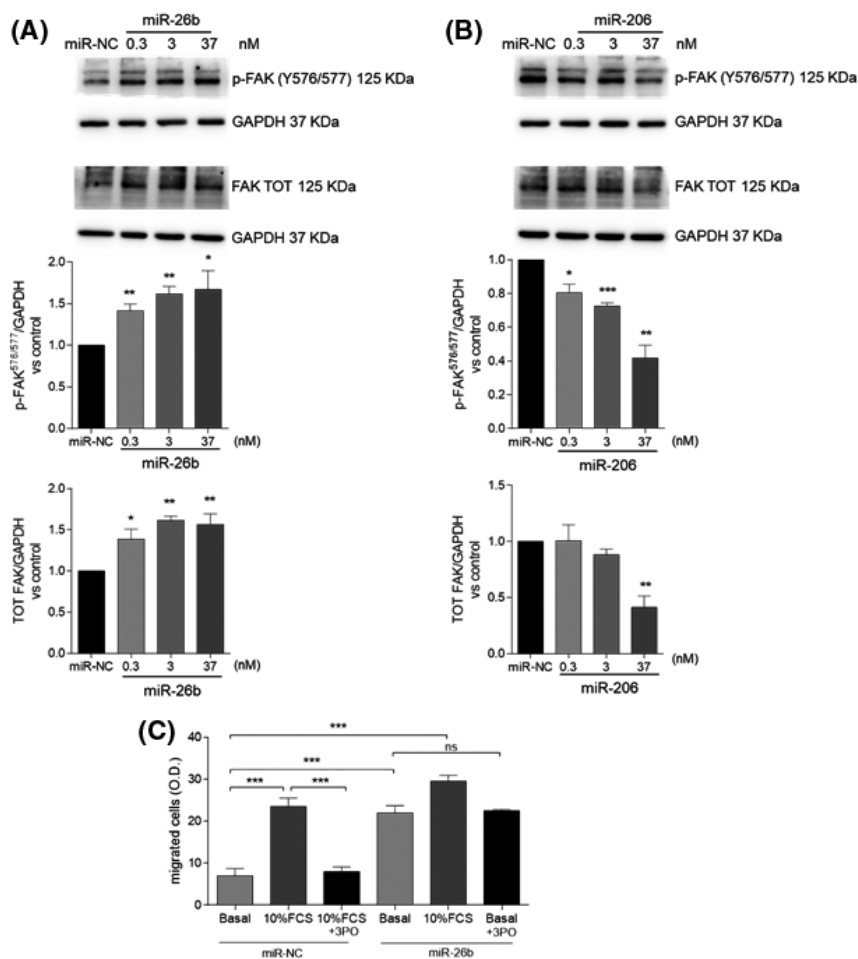 (A)
miR-26b
miR-NC 0.3 3 37 nM
p-FAK (Y576/577) 125 KDa
GAPDH 37 KDa
FAK TOT 125 KDa
GAPDH 37 KDa
p-FAK576/577/GAPDH
vs control
2.0
1.5
1.0
0.5
0.0
** ** *
miR-NC 0.3 3 37 (nM)
miR-26b
TOT FAK/GAPDH
vs control
2.0
1.5
1.0
0.5
0.0
* ** **
miR-NC 0.3 3 37 (nM)
miR-26b
(B)
miR-206
miR-NC 0.3 3 37 nM
p-FAK (Y576/577) 125 KDa
GAPDH 37 KDa
FAK TOT 125 KDa
GAPDH 37 KDa
p-FAK576/577/GAPDH
vs control
1.0
0.8
0.6
0.4
0.2
0.0
* *** **
miR-NC 0.3 3 37 (nM)
miR-206
TOT FAK/GAPDH
vs control
1.5
1.0
0.5
0.0
**
miR-NC 0.3 3 37 (nM)
miR-206
(C)
migrated cells (O.D.)
40
30
20
10
0
***
ns
***
*** ***
Basal 10%FCS 10%FCS Basal 10%FCS Basal
+3PO +3PO
miR-NC miR-26b